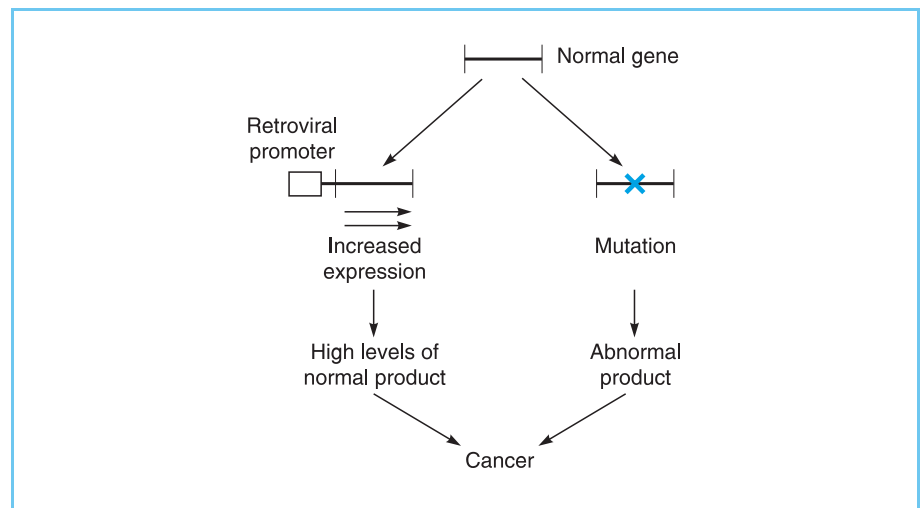 Normal gene
Retroviral
promoter
Increased
expression
Mutation
High levels of
normal product
Abnormal
product
Cancer